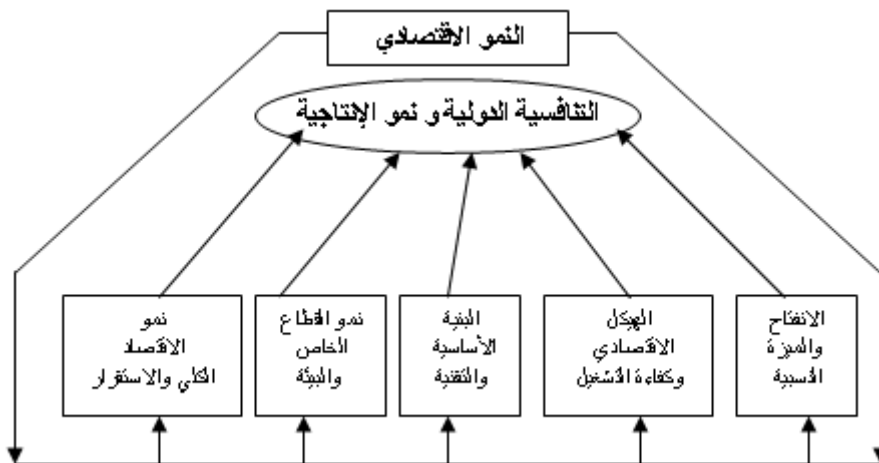 النمو الاقتصادي
التنافسية الدولية و نمو الإنتاجية
الانفتاح
والميزة
النسبية
الهيكل
الاقتصادي
وكفاءة التشغيل
البنية
الأساسية
والتقنية
نمو القطاع
الخاص
والبيئة
نمو
الاقتصاد
الكلي والاستقرار